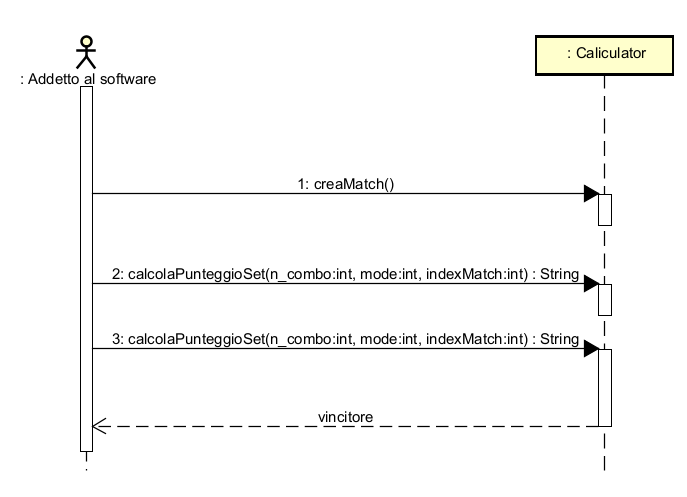 : Addetto al software
: Caliculator
1: creaMatch()
2: calcolaPunteggioSet(n_combo:int, mode:int, indexMatch:int) : String
3: calcolaPunteggioSet(n_combo:int, mode:int, indexMatch:int) : String
vincitore